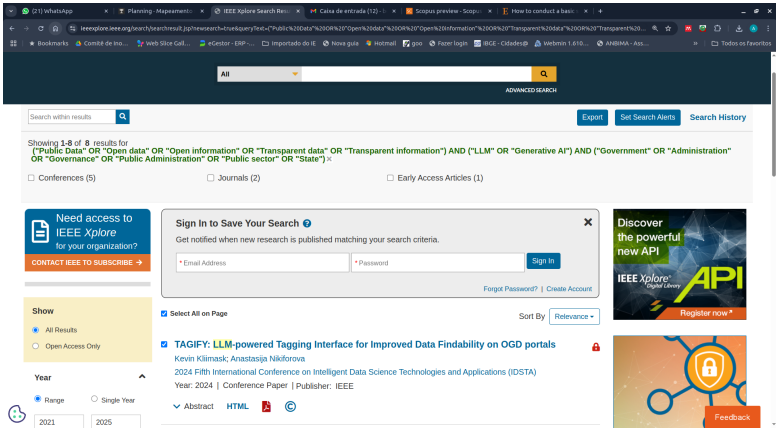 (21) WhatsApp
Planning - Mapeamento
IEEE Xplore Search Re
Caixa de entrada (12) -
Scopus preview - Scopu
How to conduct a basic
ieeexplore.ieee.org/search/searchresult.jsp?newsearch=true&queryText=("Public%20Data"%20OR%20"Open%20data"%20OR%20"Open%20Information"%20OR%20"Transparent%20data"%20OR%20"Transparent%20...
Bookmarks
Comitê de Ino...
Web Slice Gall...
eGestor - ERP -...
Importado do IE
Nova guia
Hotmail
goo
Fazer login
IBGE - Cidades@
Webmin 1.610...
ANBIMA - Ass...
Todos os favoritos
All
ADVANCED SEARCH
Search within results
Export
Set Search Alerts
Search History
Showing 1-8 of 8 results for
("Public Data" OR "Open data" OR "Open information" OR "Transparent data" OR "Transparent information") AND ("LLM" OR "Generative AI") AND ("Government" OR "Administration"
OR "Governance" OR "Public Administration" OR "Public sector" OR "State") ×
Conferences (5)
Journals (2)
Early Access Articles (1)
Need access to
IEEE Xplore
for your organization?
CONTACT IEEE TO SUBSCRIBE →
Sign In to Save Your Search
Get notified when new research is published matching your search criteria.
* Email Address
* Password
Sign In
Forgot Password? | Create Account
Discover
the powerful
new API
IEEE Xplore®
Digital Library
API
Register now
Show
All Results
Open Access Only
Select All on Page
Sort By
Relevance
TAGIFY: LLM-powered Tagging Interface for Improved Data Findability on OGD portals
Kevin Kliimask; Anastasija Nikiforova
2024 Fifth International Conference on Intelligent Data Science Technologies and Applications (IDSTA)
Year: 2024 | Conference Paper | Publisher: IEEE
Abstract
HTML
Year
Range
Single Year
2021
2025
Feedback